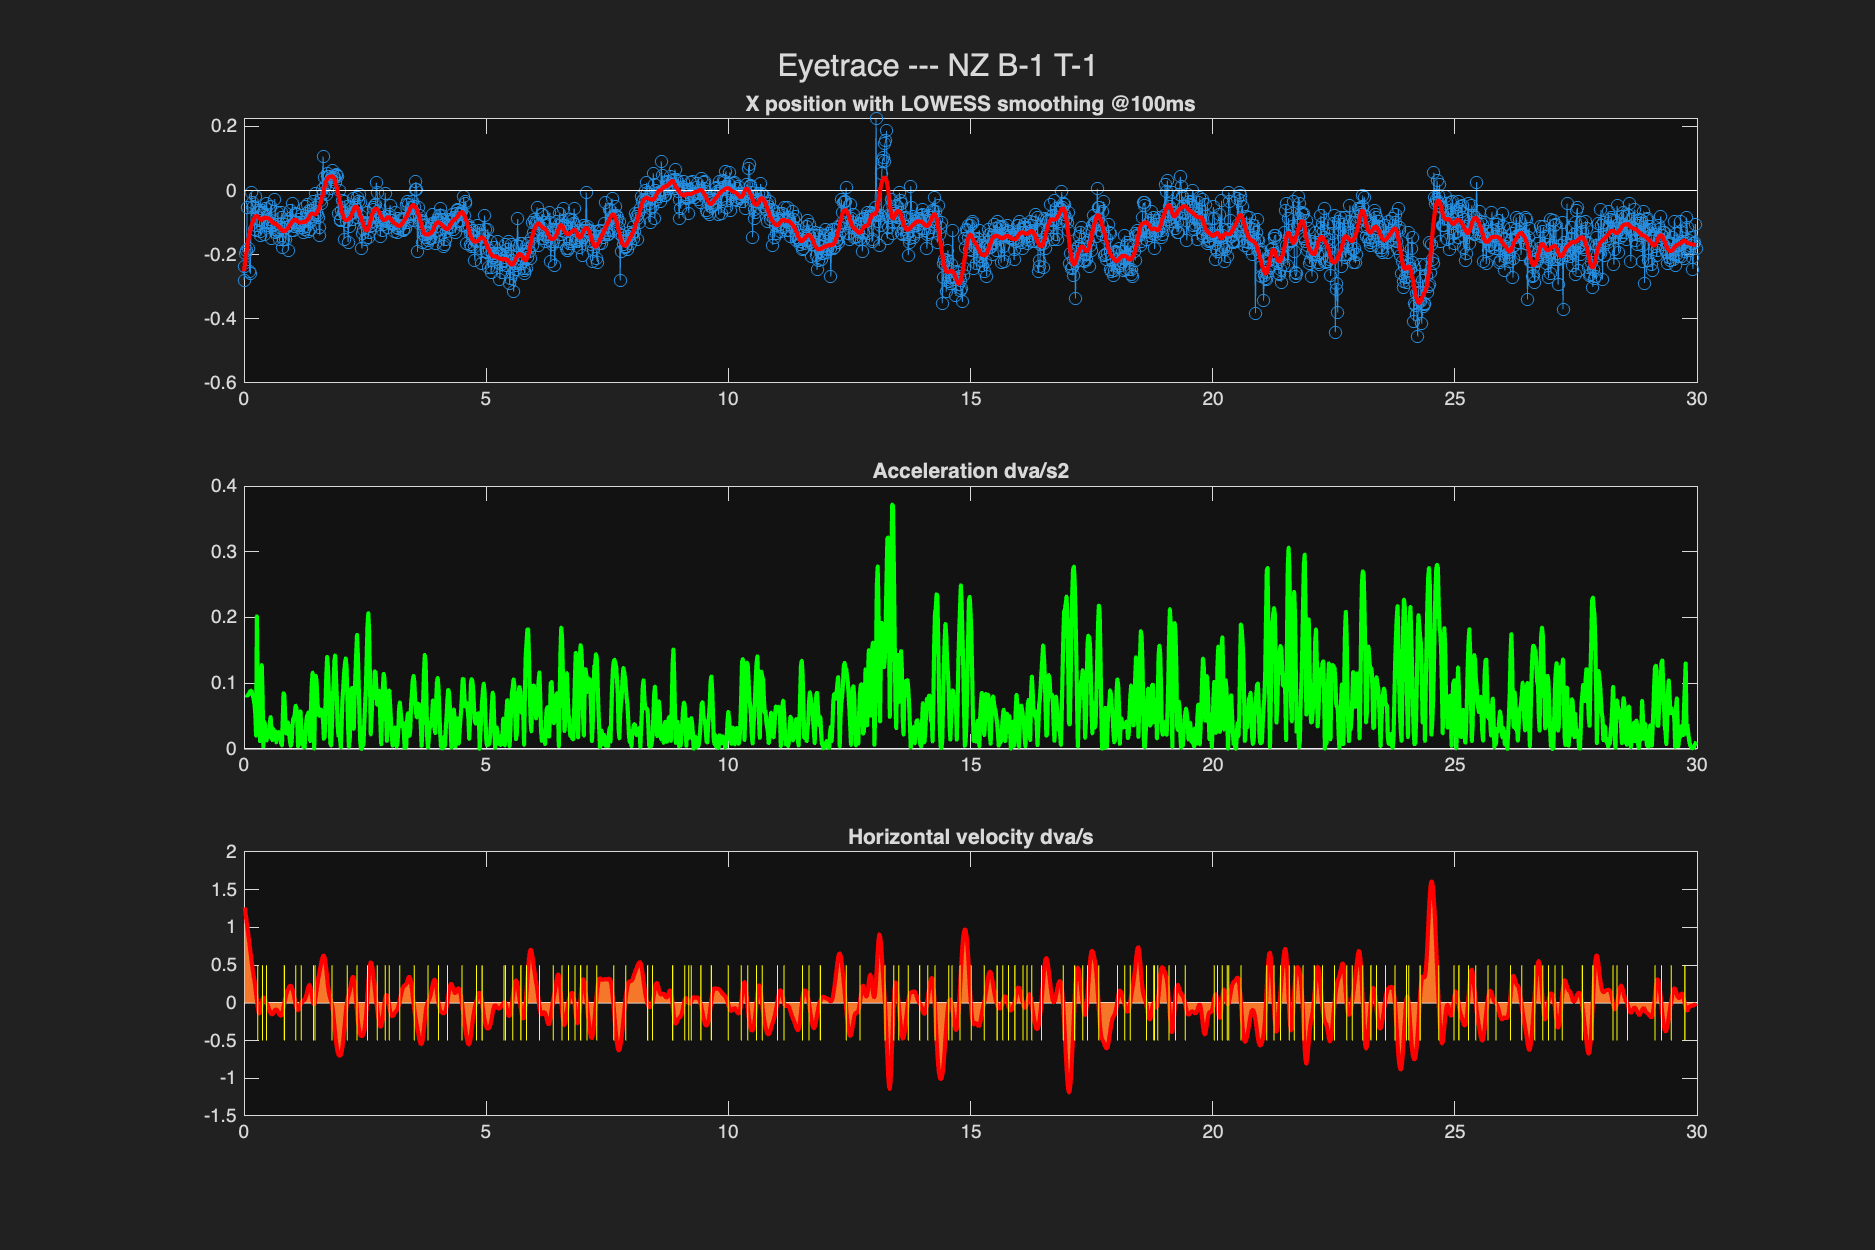 Eyetrace --- NZ B-1 T-1
X position with LOWESS smoothing @100ms
0.2
0
-0.2
-0.4
-0.6
0 5 10 15 20 25 30
Acceleration dva/s2
0.4
0.3
0.2
0.1
0
0 5 10 15 20 25 30
Horizontal velocity dva/s
2
1.5
1
0.5
0
-0.5
-1
-1.5
0 5 10 15 20 25 30